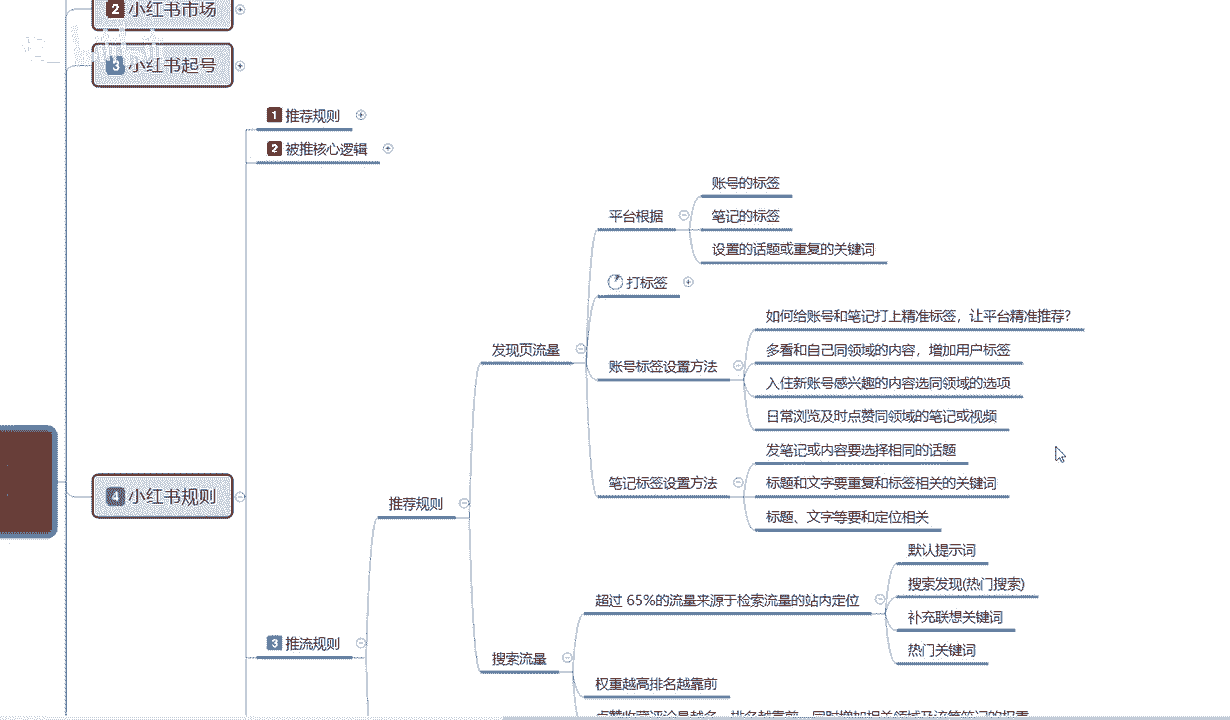 2 小红书市场
3 小红书起号
1 推荐规则
2 被推核心逻辑
账号的标签
平台根据
笔记的标签
设置的话题或重复的关键词
打标签
如何给账号和笔记打上精准标签，让平台精准推荐？
发现页流量
多看和自己同领域的内容，增加用户标签
账号标签设置方法
入住新账号感兴趣的内容选同领域的选项
日常浏览及时点赞同领域的笔记或视频
发笔记或内容要选择相同的话题
笔记标签设置方法
标题和文字要重复和标签相关的关键词
4 小红书规则
推荐规则
标题、文字等要和定位相关
默认提示词
搜索发现(热门搜索)
超过 65%的流量来源于检索流量的站内定位
补充联想关键词
3 推流规则
热门关键词
搜索流量
权重越高排名越靠前